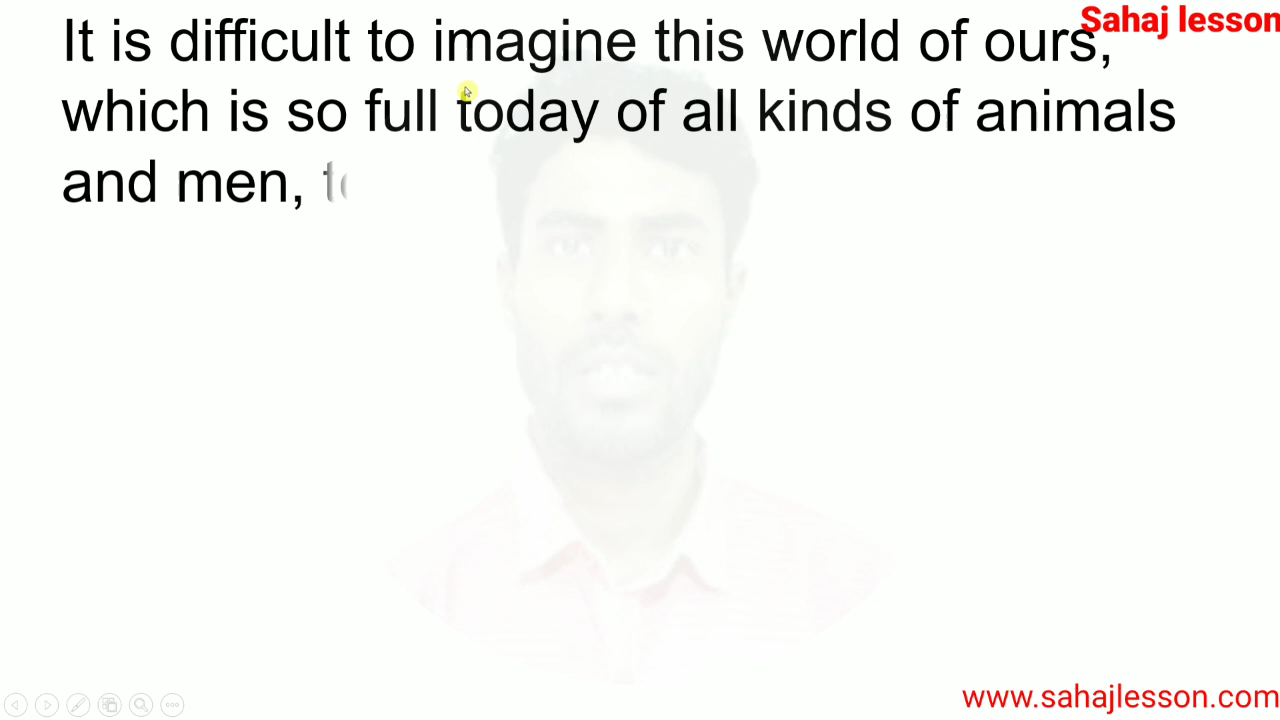 Sahaj lesson
It is difficult to imagine this world of ours,
which is so full today of all kinds of animals
and men,
www.sahajlesson.com